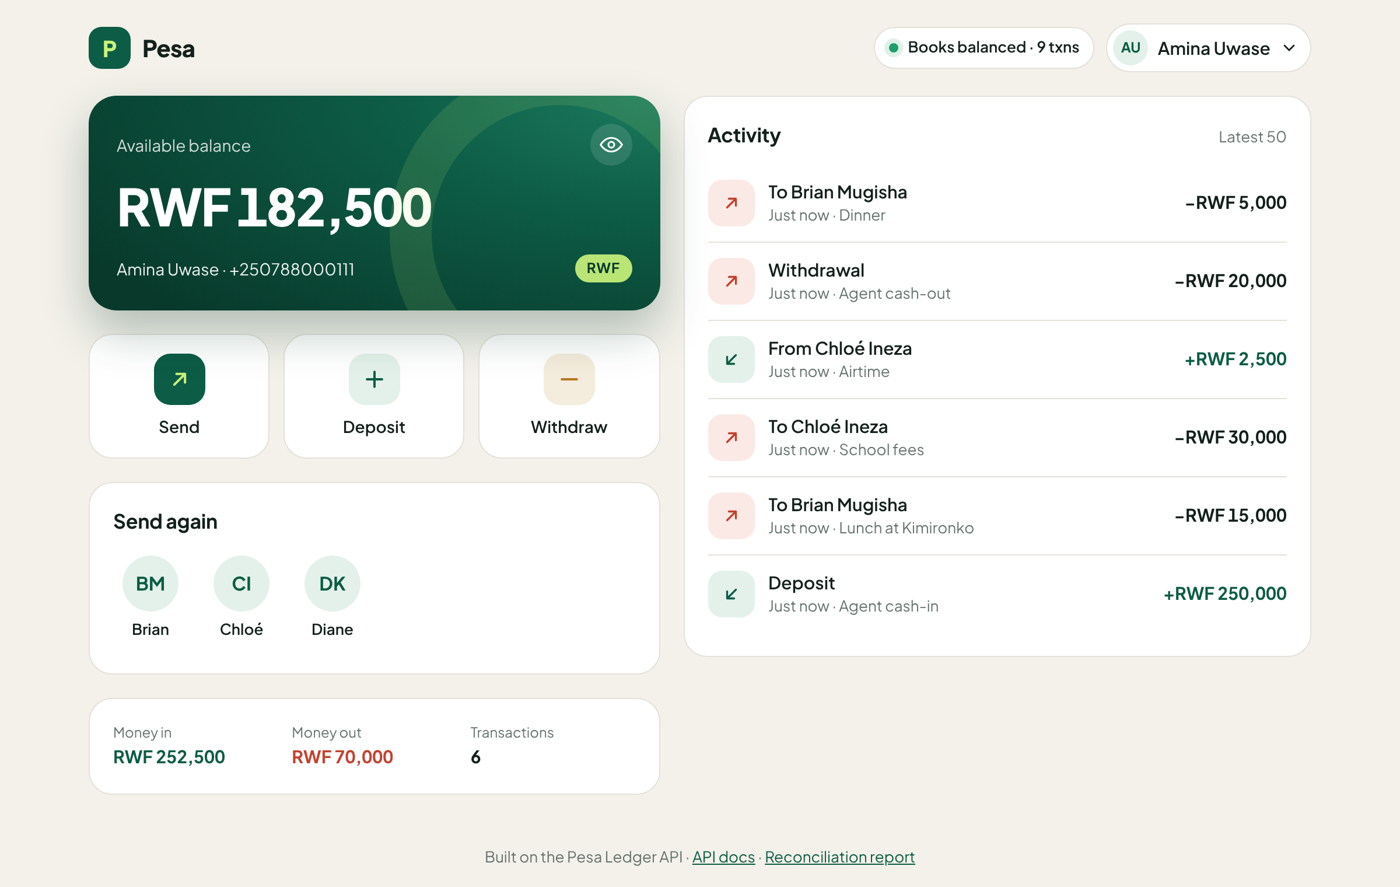 P Pesa
Books balanced · 9 txns
AU Amina Uwase
Available balance
RWF 182,500
Amina Uwase · +250788000111
RWF
Send
Deposit
Withdraw
Send again
BM
CI
DK
Brian
Chloé
Diane
Money in
RWF 252,500
Money out
RWF 70,000
Transactions
6
Activity
Latest 50
To Brian Mugisha
Just now · Dinner
−RWF 5,000
Withdrawal
Just now · Agent cash-out
−RWF 20,000
From Chloé Ineza
Just now · Airtime
+RWF 2,500
To Chloé Ineza
Just now · School fees
−RWF 30,000
To Brian Mugisha
Just now · Lunch at Kimironko
−RWF 15,000
Deposit
Just now · Agent cash-in
+RWF 250,000
Built on the Pesa Ledger API · API docs · Reconciliation report